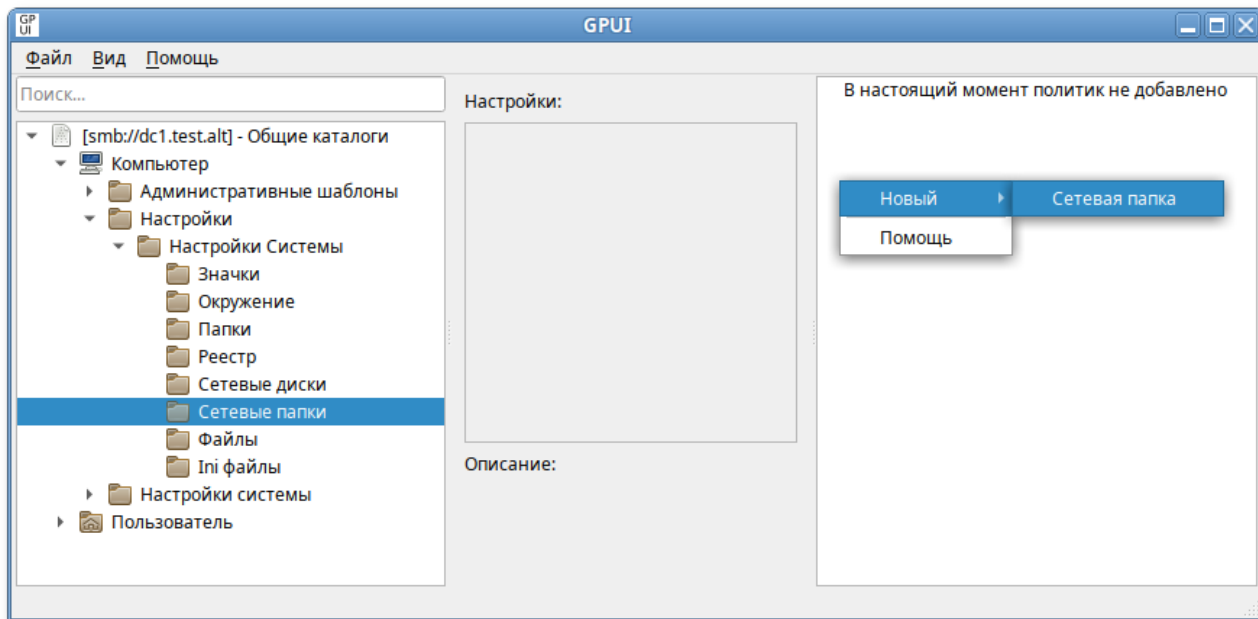 GP
UI
GPUI
Файл Вид Помощь
Поиск...
[smb://dc1.test.alt] - Общие каталоги
Компьютер
Административные шаблоны
Настройки
Настройки Системы
Значки
Окружение
Папки
Реестр
Сетевые диски
Сетевые папки
Файлы
Ini файлы
Настройки системы
Пользователь
Настройки:
Описание:
В настоящий момент политик не добавлено
Новый
Сетевая папка
Помощь